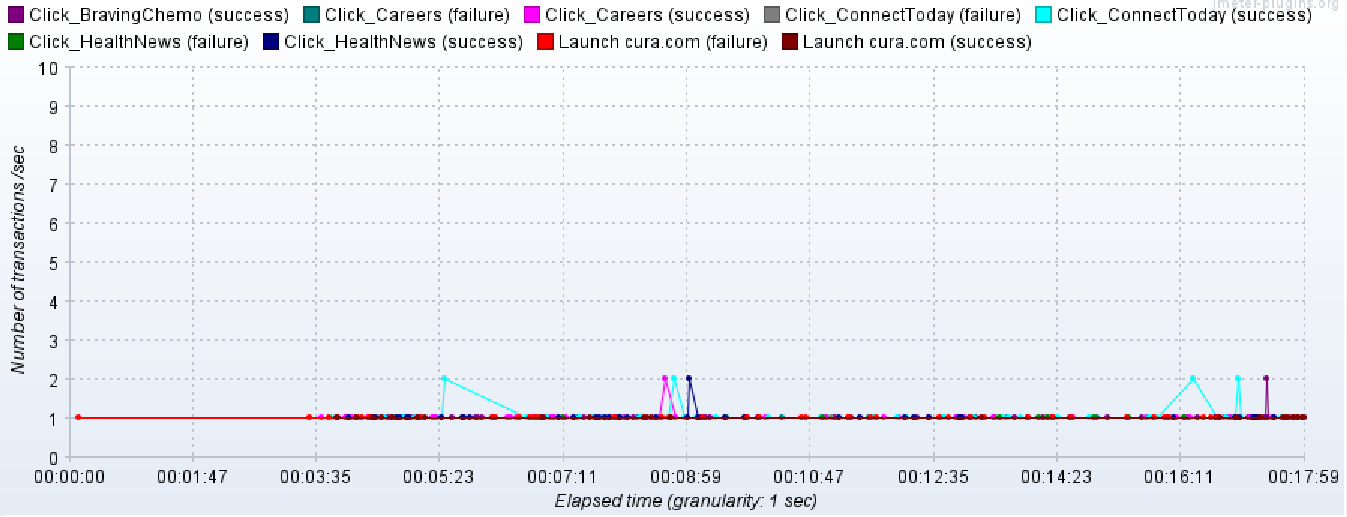 jmeter-plugins.org
Click_BravingChemo (success) Click_Careers (failure) Click_Careers (success) Click_ConnectToday (failure) Click_ConnectToday (success)
Click_HealthNews (failure) Click_HealthNews (success) Launch cura.com (failure) Launch cura.com (success)
10
9
8
7
6
5
4
3
2
1
0
Number of transactions /sec
00:00:00 00:01:47 00:03:35 00:05:23 00:07:11 00:08:59 00:10:47 00:12:35 00:14:23 00:16:11 00:17:59
Elapsed time (granularity: 1 sec)